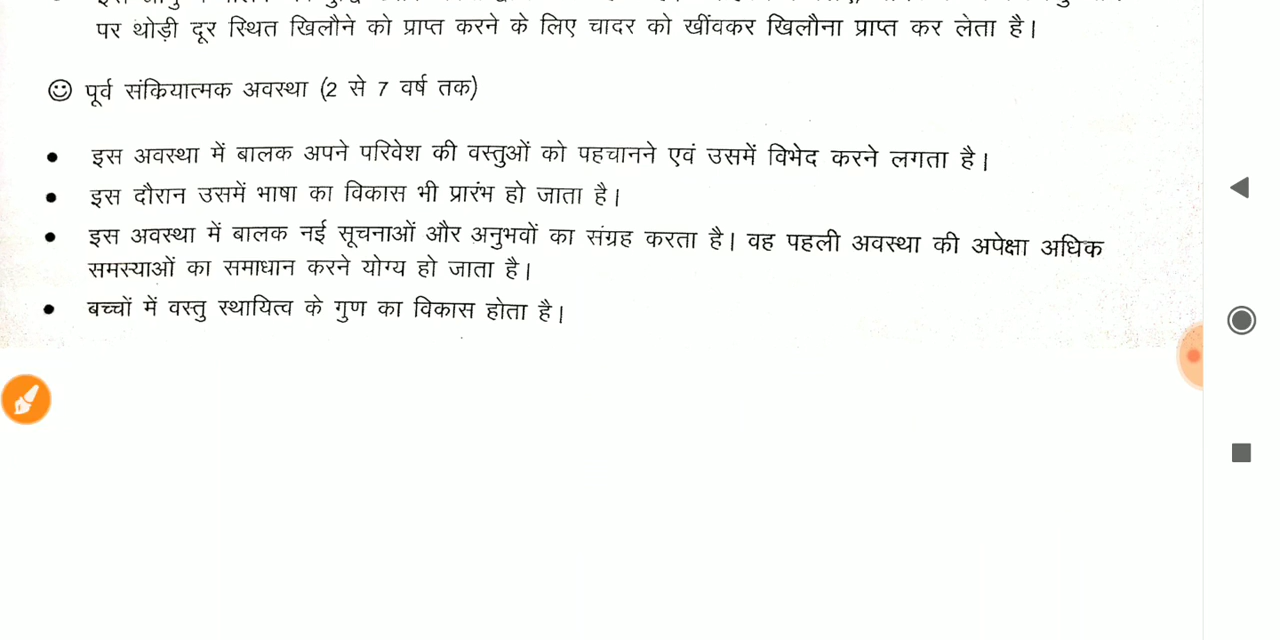 पर थोड़ी दूर स्थित खिलौने को प्राप्त करने के लिए चादर को खींवकर खिलौना प्राप्त कर लेता है।
पूर्व संकियात्मक अवस्था (2 से 7 वर्ष तक)
इस अवस्था में बालक अपने परिवेश की वस्तुओं को पहचानने एवं उसमें विभेद करने लगता है।
इस दौरान उसमें भाषा का विकास भी प्रारंभ हो जाता है।
इस अवस्था में बालक नई सूचनाओं और अनुभवों का संग्रह करता है। वह पहली अवस्था की अपेक्षा अधिक
समस्याओं का समाधान करने योग्य हो जाता है।
बच्चों में वस्तु स्थायित्व के गुण का विकास होता है।